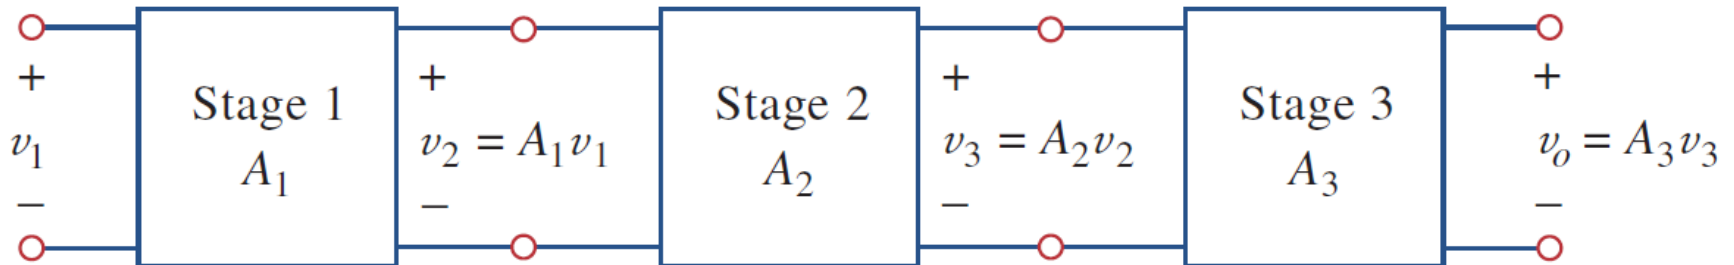 + + + +
Stage 1 Stage 2 Stage 3
v₁ v₂ = A₁v₁ v₃ = A₂v₂ vₒ = A₃v₃
A₁ A₂ A₃
− − − −